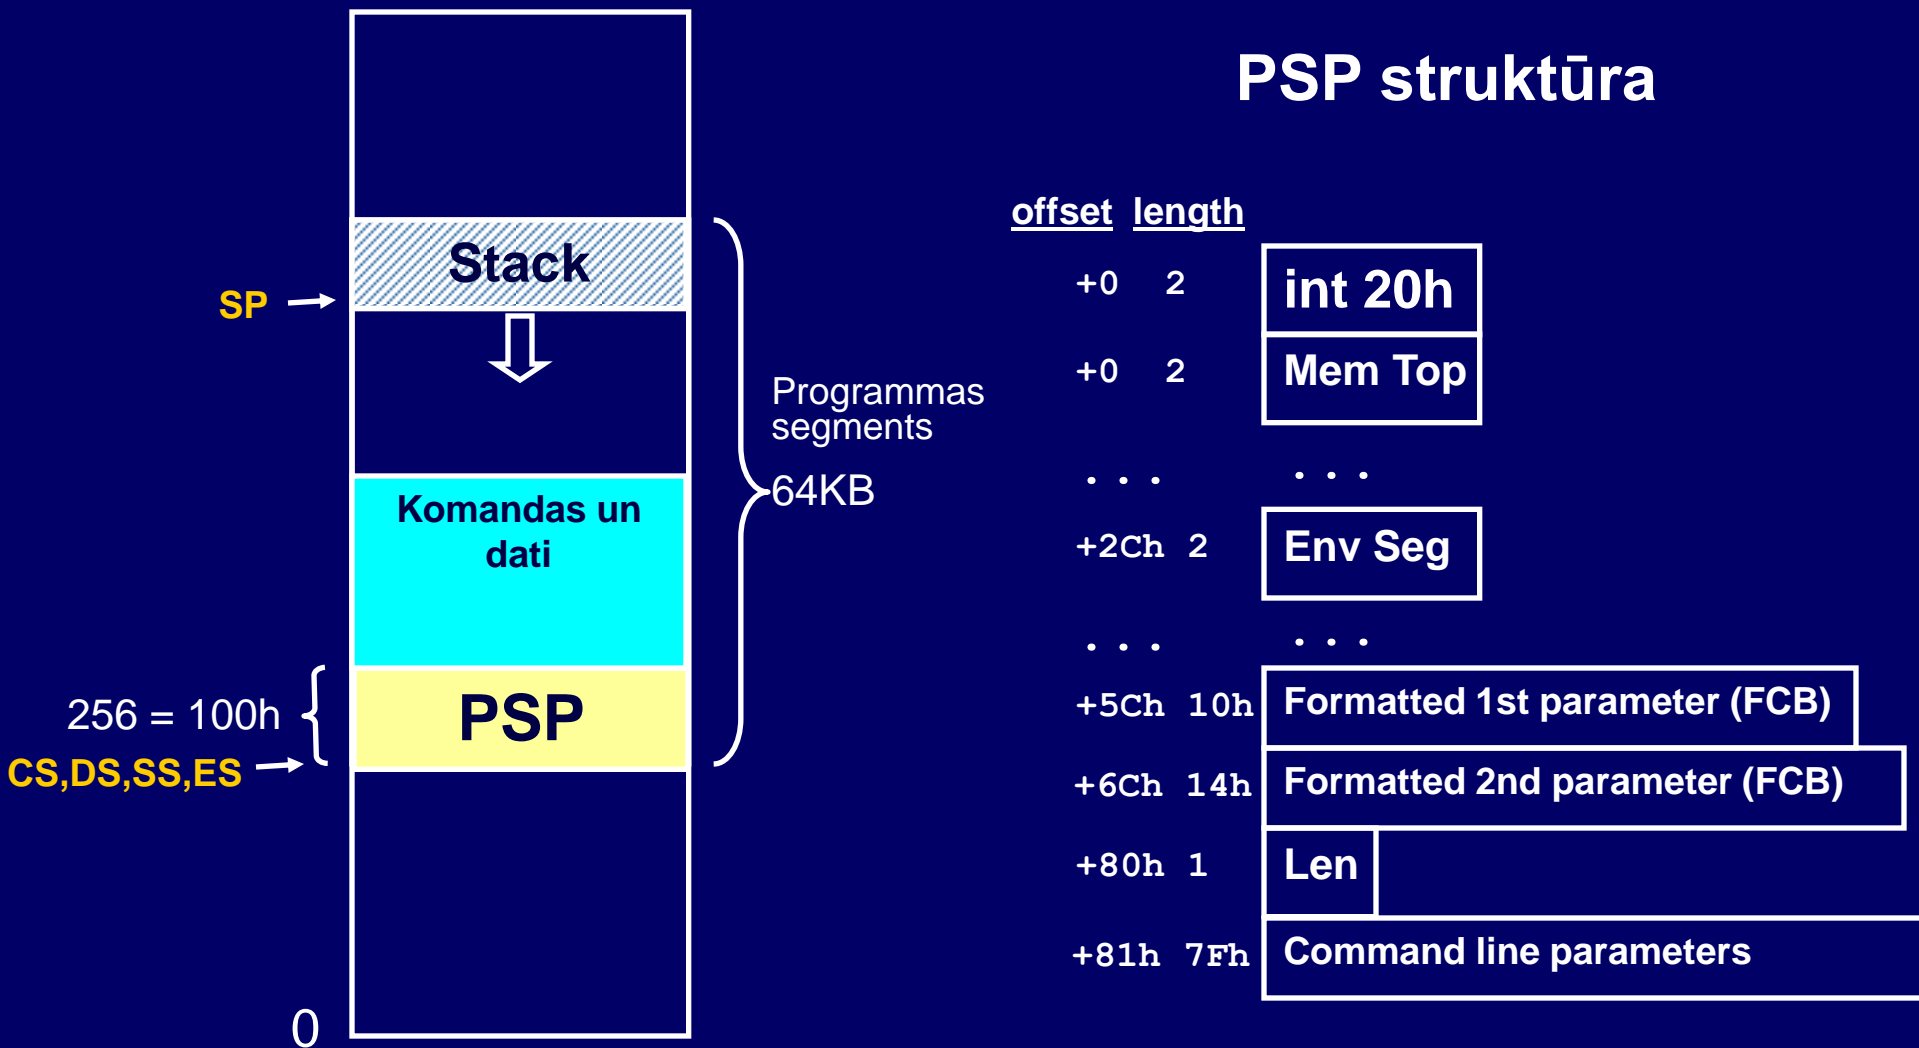 PSP struktūra
Stack
SP
Programmas
segments
64KB
Komandas un
dati
256 = 100h
PSP
CS,DS,SS,ES
0
offset length
+0 2 int 20h
+0 2 Mem Top
. . . . . .
+2Ch 2 Env Seg
. . . . . .
+5Ch 10h Formatted 1st parameter (FCB)
+6Ch 14h Formatted 2nd parameter (FCB)
+80h 1 Len
+81h 7Fh Command line parameters